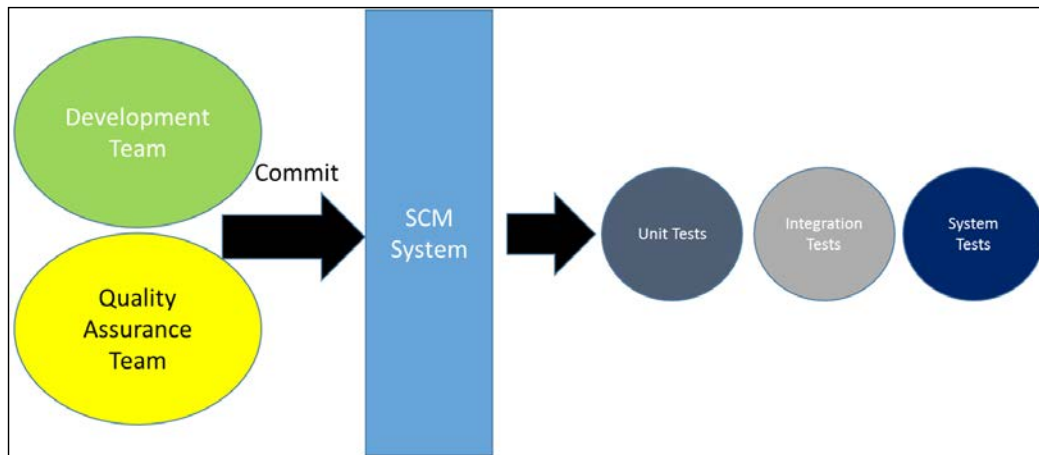 Development
Team
Commit
Quality
Assurance
Team
SCM
System
Unit Tests
Integration
Tests
System
Tests